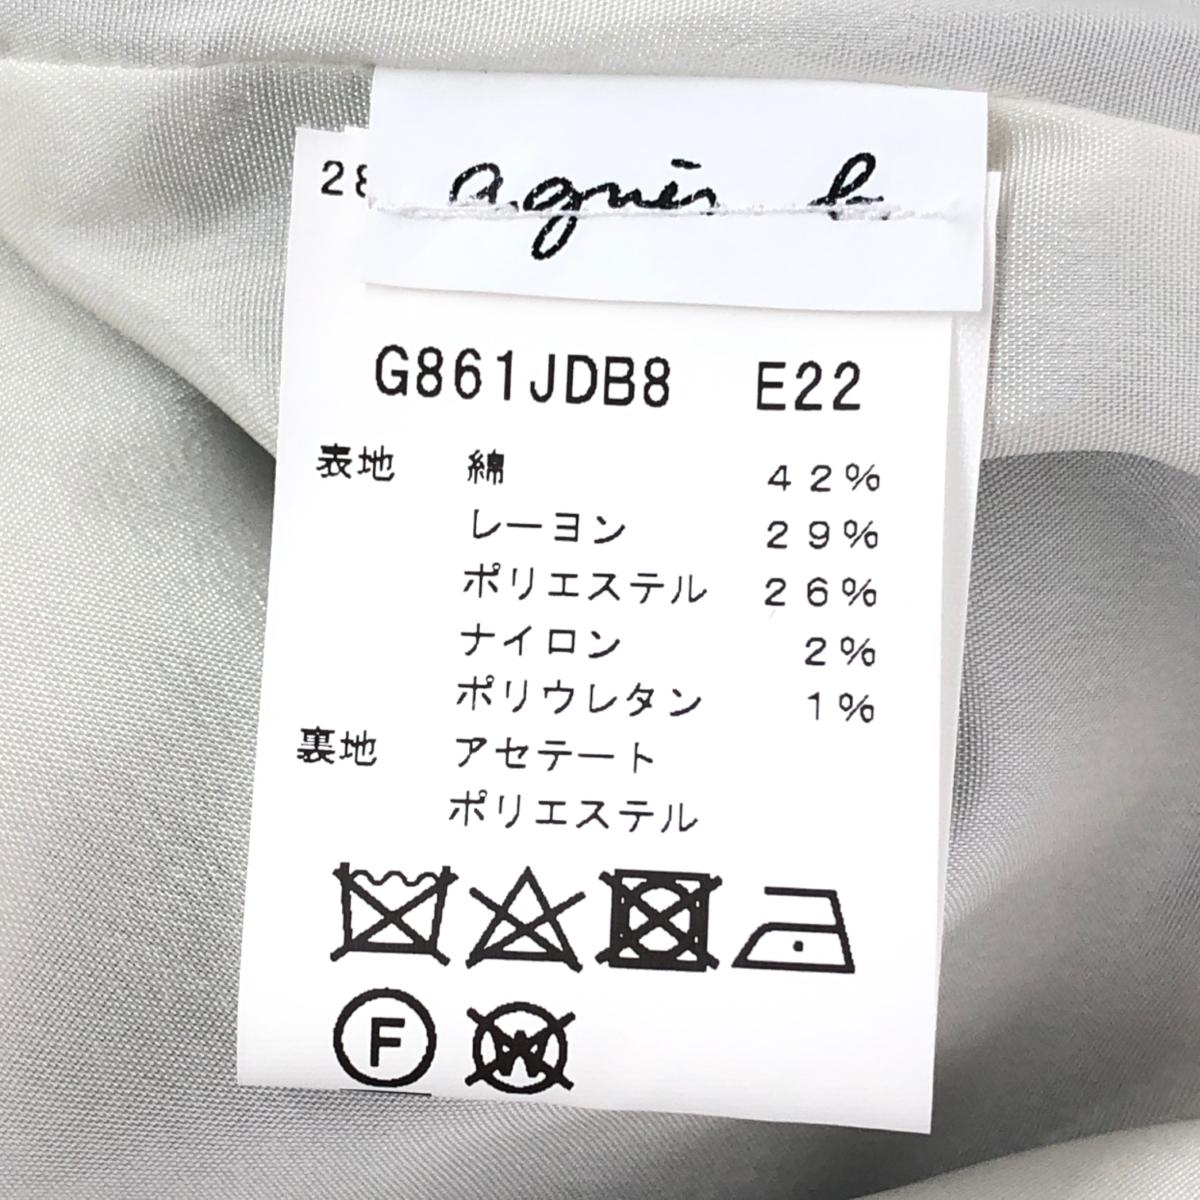 agnès b.
G861JDB8 E22
表地 綿 42%
レーヨン 29%
ポリエステル 26%
ナイロン 2%
ポリウレタン 1%
裏地 アセテート
ポリエステル
F
W